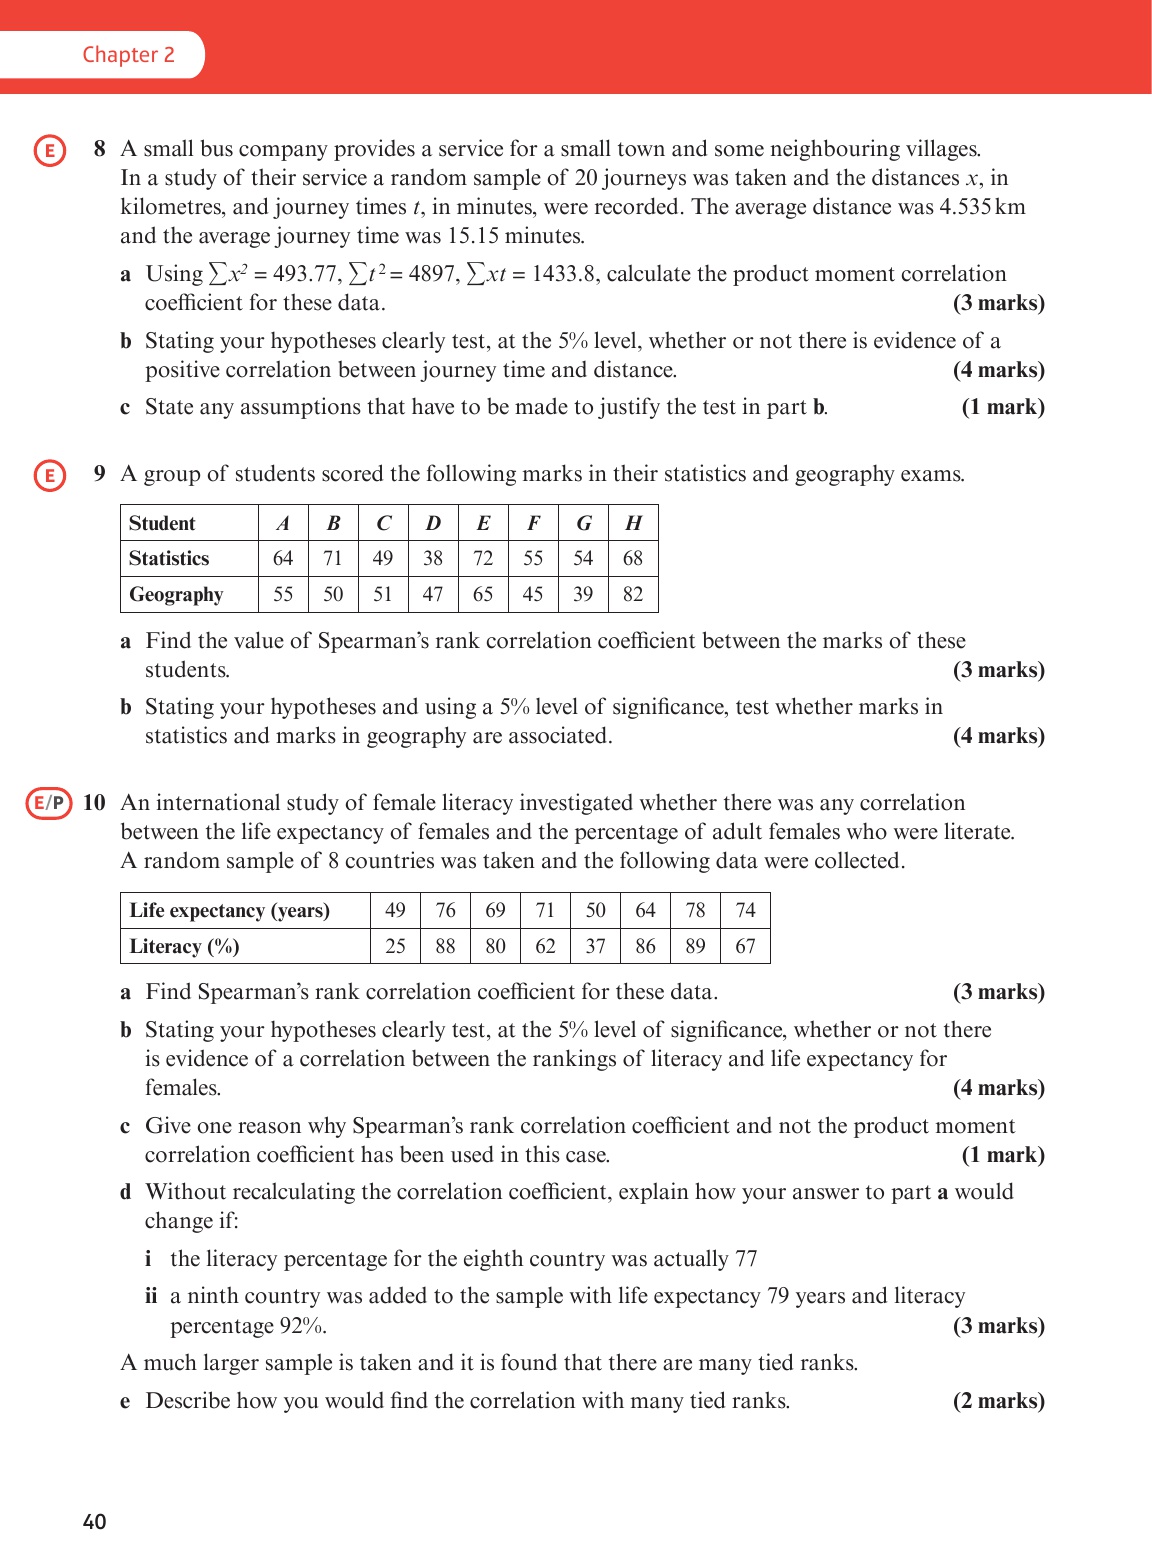 Chapter 2
E 8 A small bus company provides a service for a small town and some neighbouring villages.
In a study of their service a random sample of 20 journeys was taken and the distances x, in
kilometres, and journey times t, in minutes, were recorded. The average distance was 4.535 km
and the average journey time was 15.15 minutes.
a Using ∑x² = 493.77, ∑t² = 4897, ∑xt = 1433.8, calculate the product moment correlation
coefficient for these data. (3 marks)
b Stating your hypotheses clearly test, at the 5% level, whether or not there is evidence of a
positive correlation between journey time and distance. (4 marks)
c State any assumptions that have to be made to justify the test in part b. (1 mark)
E 9 A group of students scored the following marks in their statistics and geography exams.
Student A B C D E F G H
Statistics 64 71 49 38 72 55 54 68
Geography 55 50 51 47 65 45 39 82
a Find the value of Spearman's rank correlation coefficient between the marks of these
students. (3 marks)
b Stating your hypotheses and using a 5% level of significance, test whether marks in
statistics and marks in geography are associated. (4 marks)
E/P 10 An international study of female literacy investigated whether there was any correlation
between the life expectancy of females and the percentage of adult females who were literate.
A random sample of 8 countries was taken and the following data were collected.
Life expectancy (years) 49 76 69 71 50 64 78 74
Literacy (%) 25 88 80 62 37 86 89 67
a Find Spearman's rank correlation coefficient for these data. (3 marks)
b Stating your hypotheses clearly test, at the 5% level of significance, whether or not there
is evidence of a correlation between the rankings of literacy and life expectancy for
females. (4 marks)
c Give one reason why Spearman's rank correlation coefficient and not the product moment
correlation coefficient has been used in this case. (1 mark)
d Without recalculating the correlation coefficient, explain how your answer to part a would
change if:
i the literacy percentage for the eighth country was actually 77
ii a ninth country was added to the sample with life expectancy 79 years and literacy
percentage 92%. (3 marks)
A much larger sample is taken and it is found that there are many tied ranks.
e Describe how you would find the correlation with many tied ranks. (2 marks)
40